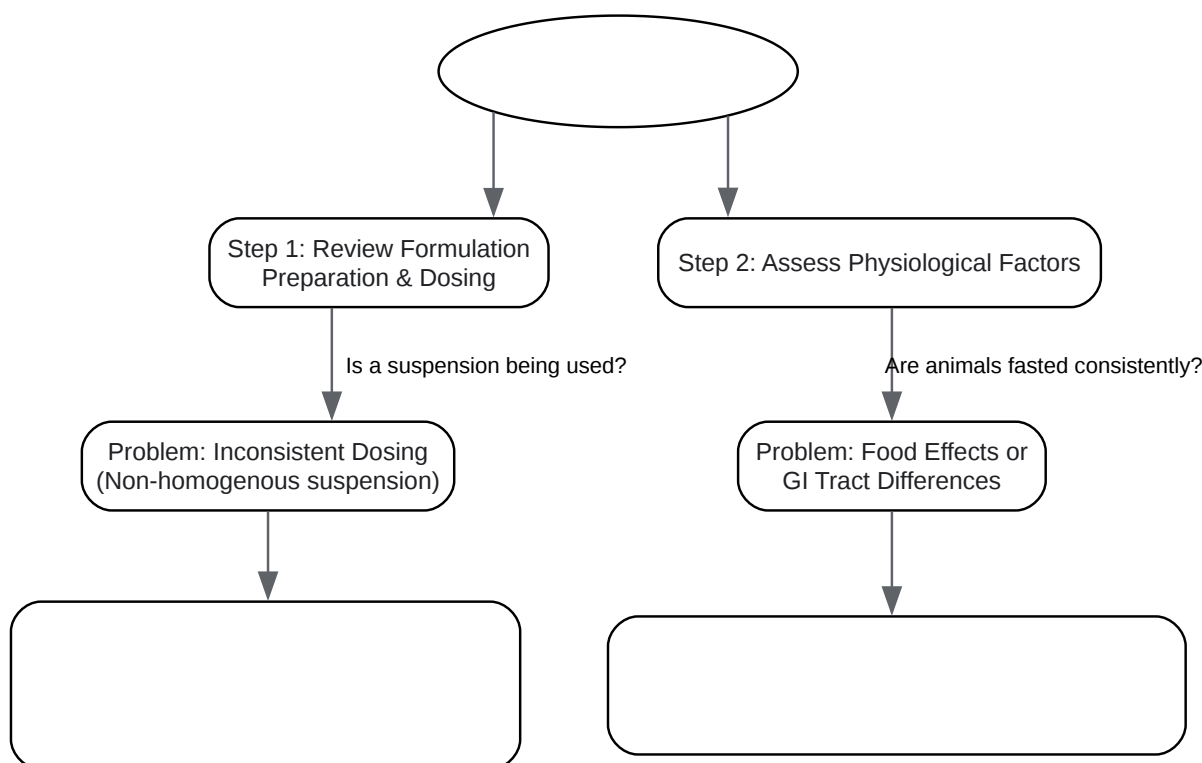 Step 1: Review Formulation
Preparation & Dosing
Step 2: Assess Physiological Factors
Is a suspension being used?
Are animals fasted consistently?
Problem: Inconsistent Dosing
(Non-homogenous suspension)
Problem: Food Effects or
GI Tract Differences